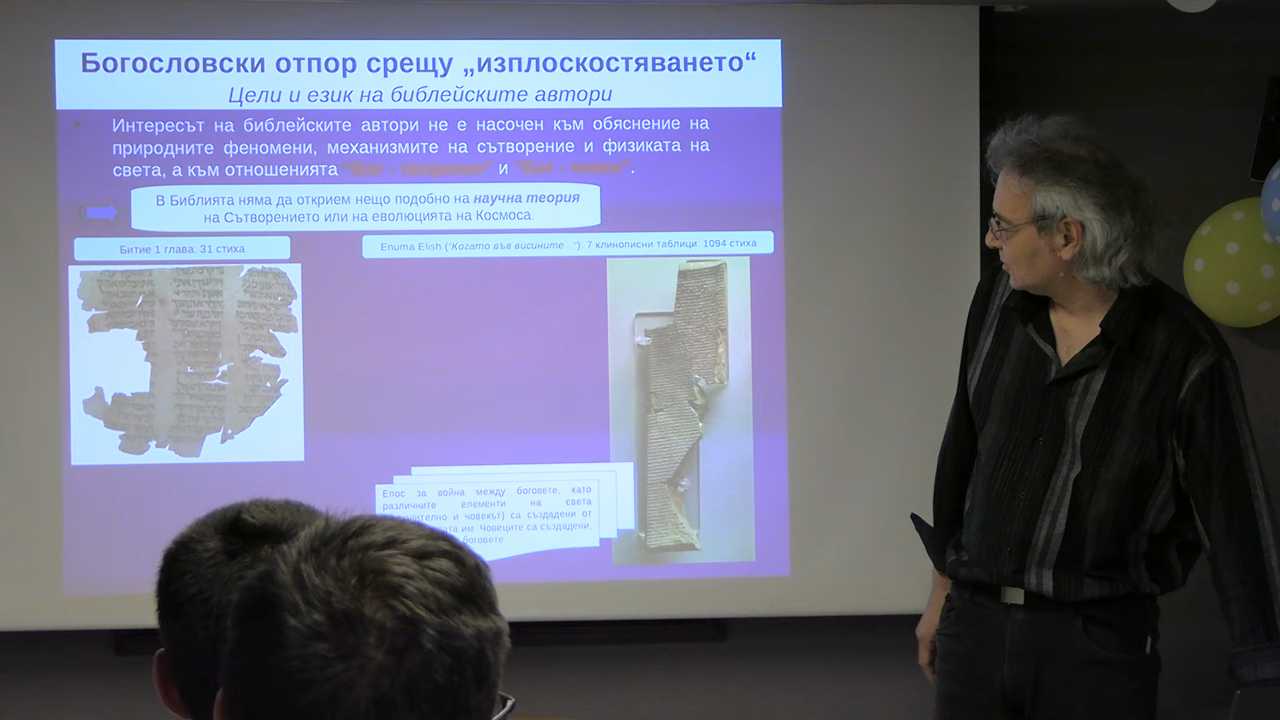 Богословски отпор срещу „изплоскостяването“
Цели и език на библейските автори
Интересът на библейските автори не е насочен към обяснение на
природните феномени, механизмите на сътворение и физиката на
света, а към отношенията и .
В Библията няма да открием нещо подобно на научна теория
на Сътворението или на еволюцията на Космоса.
Битие 1 глава: 31 стиха
Enuma Elish (“Когато във висините...”): 7 клинописни таблици: 1094 стиха
Епос за война между боговете, като
различните елементи на света
човекът) са създадени от
им. Човеците са създадени,
боговете.